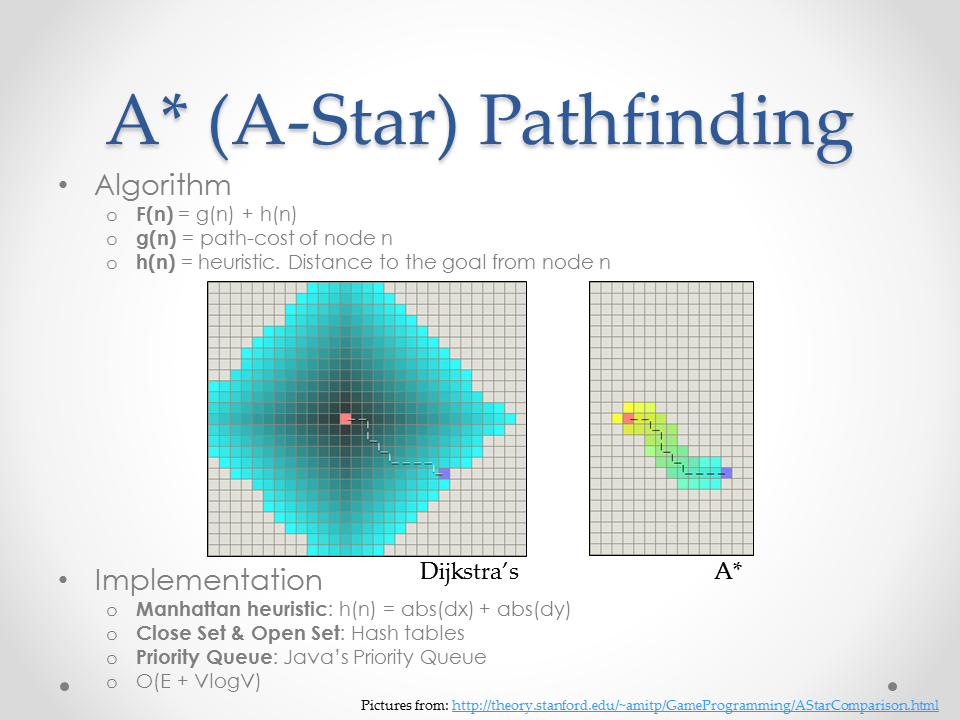 A* (A-Star) Pathfinding
• Algorithm
o F(n) = g(n) + h(n)
o g(n) = path-cost of node n
o h(n) = heuristic. Distance to the goal from node n
Dijkstra's
A*
• Implementation
o Manhattan heuristic: h(n) = abs(dx) + abs(dy)
o Close Set & Open Set: Hash tables
o Priority Queue: Java's Priority Queue
o O(E + VlogV)
Pictures from: http://theory.stanford.edu/~amitp/GameProgramming/AStarComparison.html